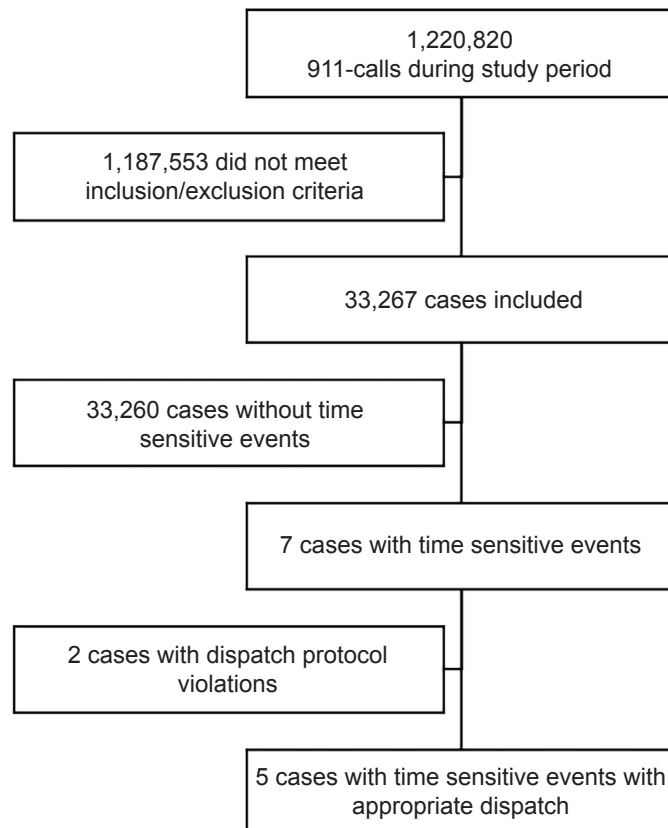 1,220,820
911-calls during study period
1,187,553 did not meet
inclusion/exclusion criteria
33,267 cases included
33,260 cases without time
sensitive events
7 cases with time sensitive events
2 cases with dispatch protocol
violations
5 cases with time sensitive events with
appropriate dispatch